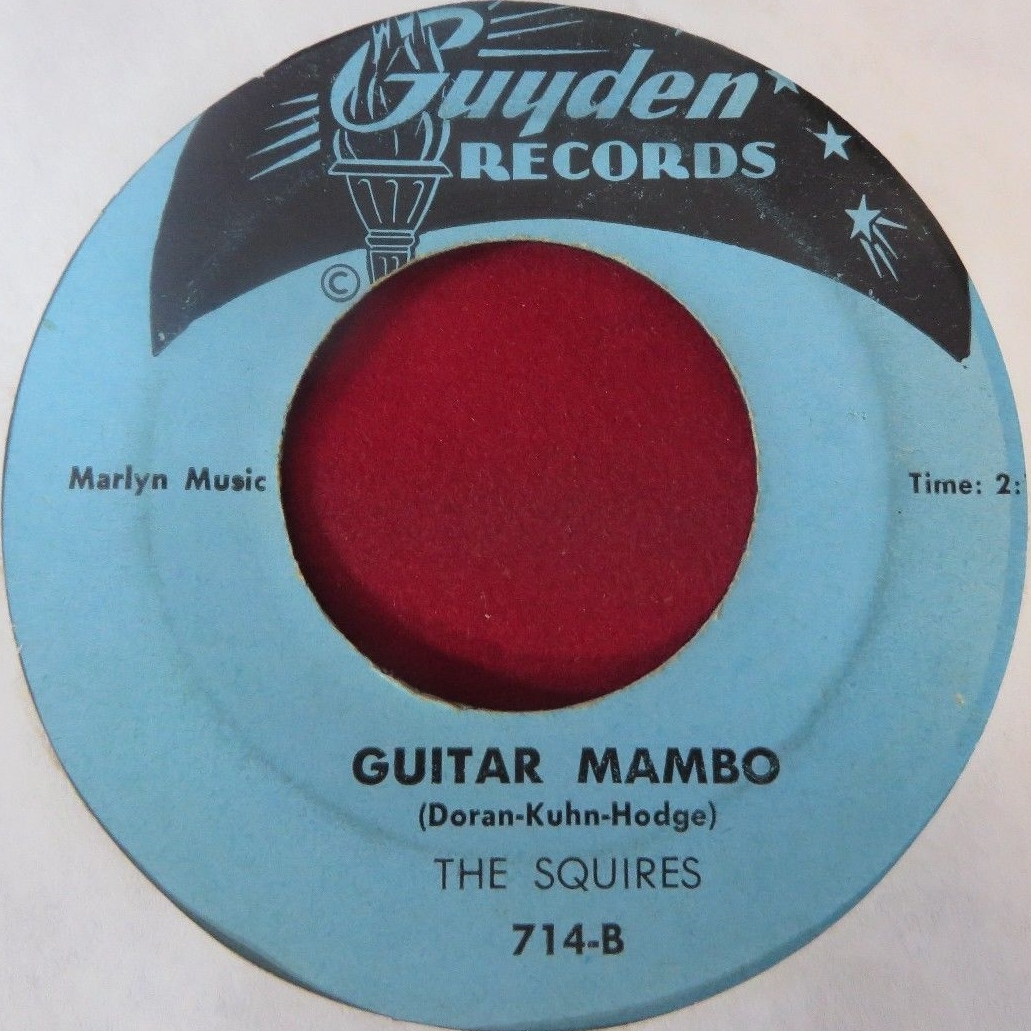 Guyden
RECORDS
©
Marlyn Music
Time: 2:
GUITAR MAMBO
(Doran-Kuhn-Hodge)
THE SQUIRES
714-B